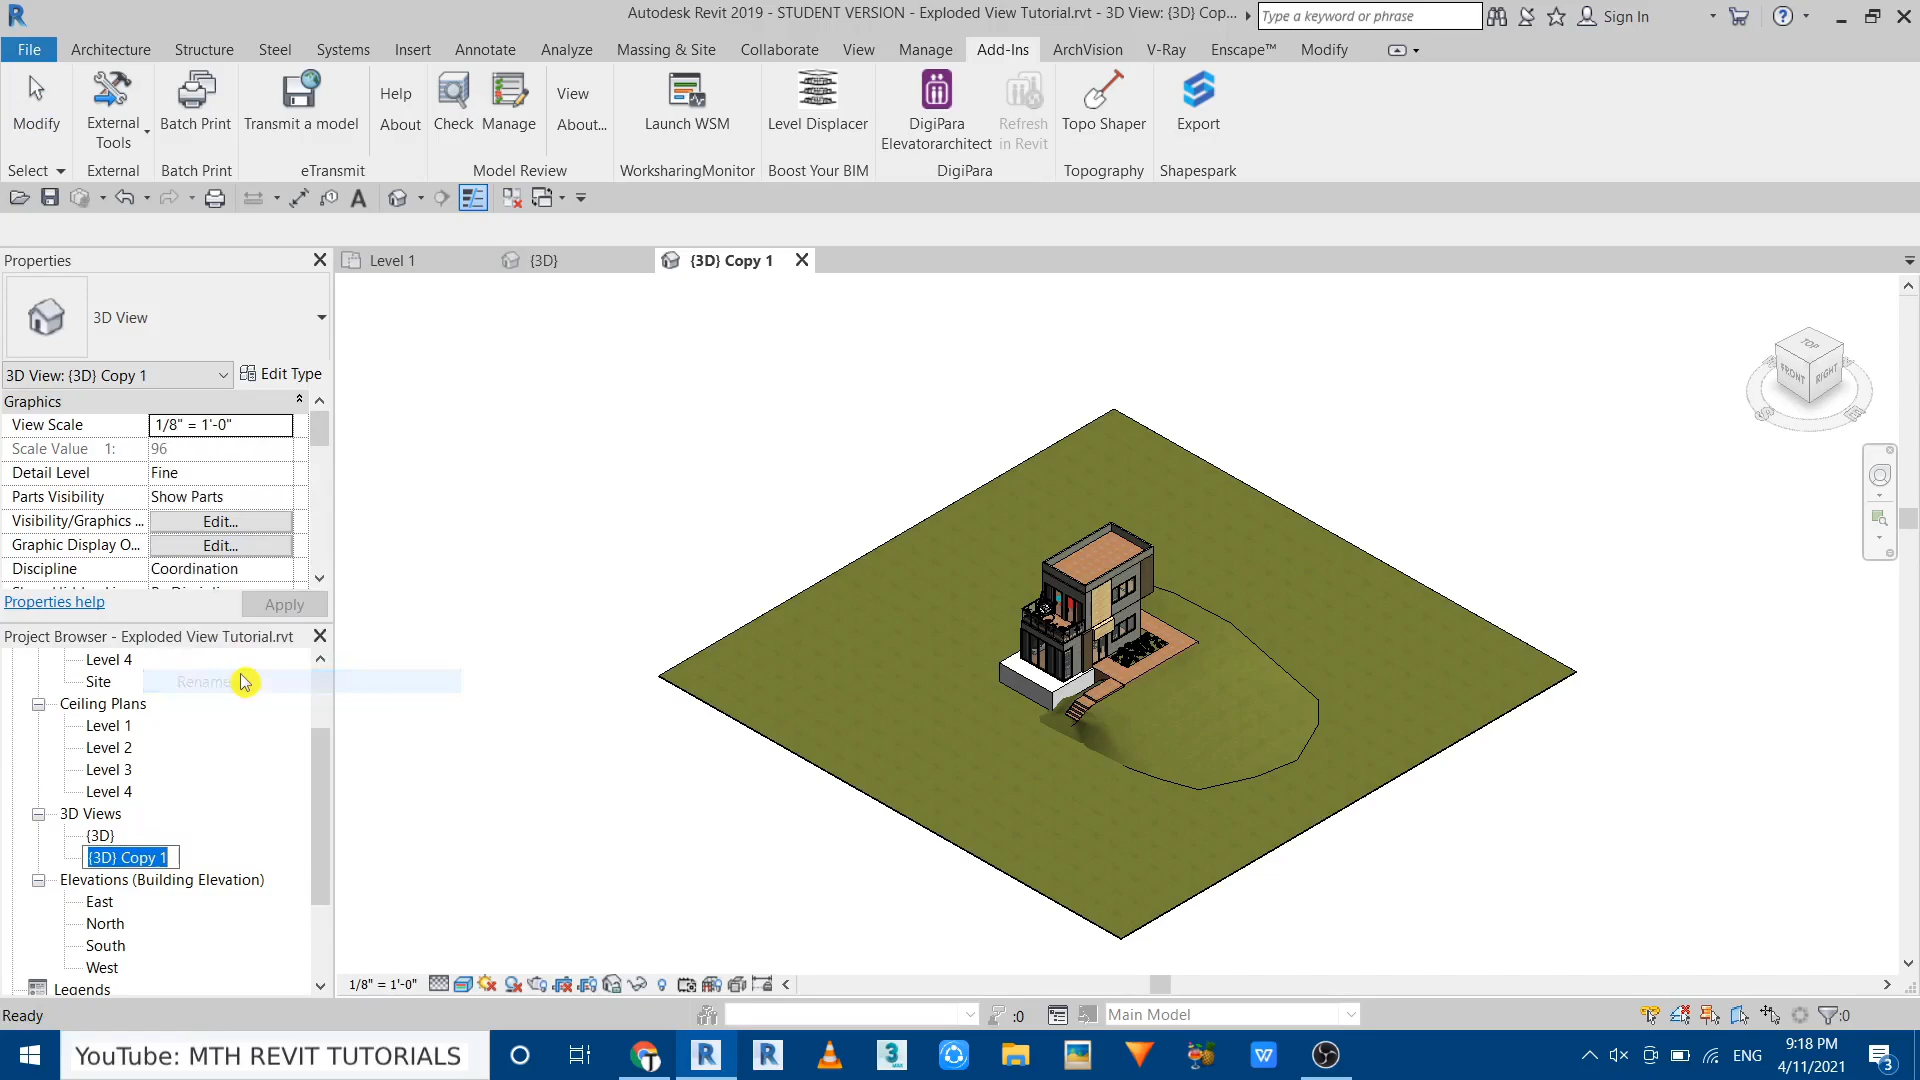 Autodesk Revit 2019 - STUDENT VERSION - Exploded View Tutorial.rvt - 3D View: {3D} Cop...
Type a keyword or phrase
Sign In
File Architecture Structure Steel Systems Insert Annotate Analyze Massing & Site Collaborate View Manage Add-Ins ArchVision V-Ray Enscape™ Modify
Modify
External
Tools
Batch Print
Transmit a model
Help
About
Check
Manage
View
About...
Launch WSM
Level Displacer
DigiPara
Elevatorarchitect
Refresh
in Revit
Topo Shaper
Export
Select External Batch Print eTransmit Model Review WorksharingMonitor Boost Your BIM DigiPara Topography Shapespark
Properties
Level 1
{3D}
{3D} Copy 1
3D View
3D View: {3D} Copy 1
Edit Type
Graphics
View Scale 1/8" = 1'-0"
Scale Value 1: 96
Detail Level Fine
Parts Visibility Show Parts
Visibility/Graphics ... Edit...
Graphic Display O... Edit...
Discipline Coordination
Properties help
Apply
Project Browser - Exploded View Tutorial.rvt
Level 4
Site
Rename
Ceiling Plans
Level 1
Level 2
Level 3
Level 4
3D Views
{3D}
{3D} Copy 1
Elevations (Building Elevation)
East
North
South
West
Legends
TOP
FRONT
RIGHT
1/8" = 1'-0"
Ready
:0
Main Model
:0
YouTube: MTH REVIT TUTORIALS
ENG
9:18 PM
4/11/2021
3